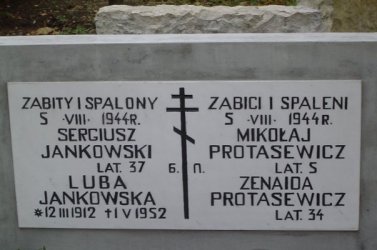 ZABITY I SPALONY
5 ·VIII· 1944R.
SERGIUSZ
JANKOWSKI
LAT. 37
LUBA
JANKOWSKA
*12 III 1912 †1 V 1952
Б. П.
ZABICI I SPALENI
5 ·VIII· 1944R.
MIKOŁAJ
PROTASEWICZ
LAT. 5
ZENAIDA
PROTASEWICZ
LAT. 34